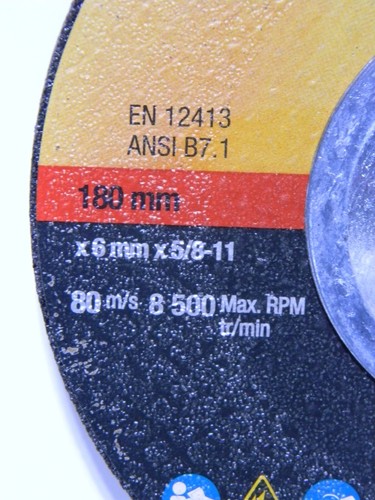 EN 12413
ANSI B7.1
180 mm
x 6 mm x 5/8-11
80 m/s 8 500 Max. RPM
tr/min